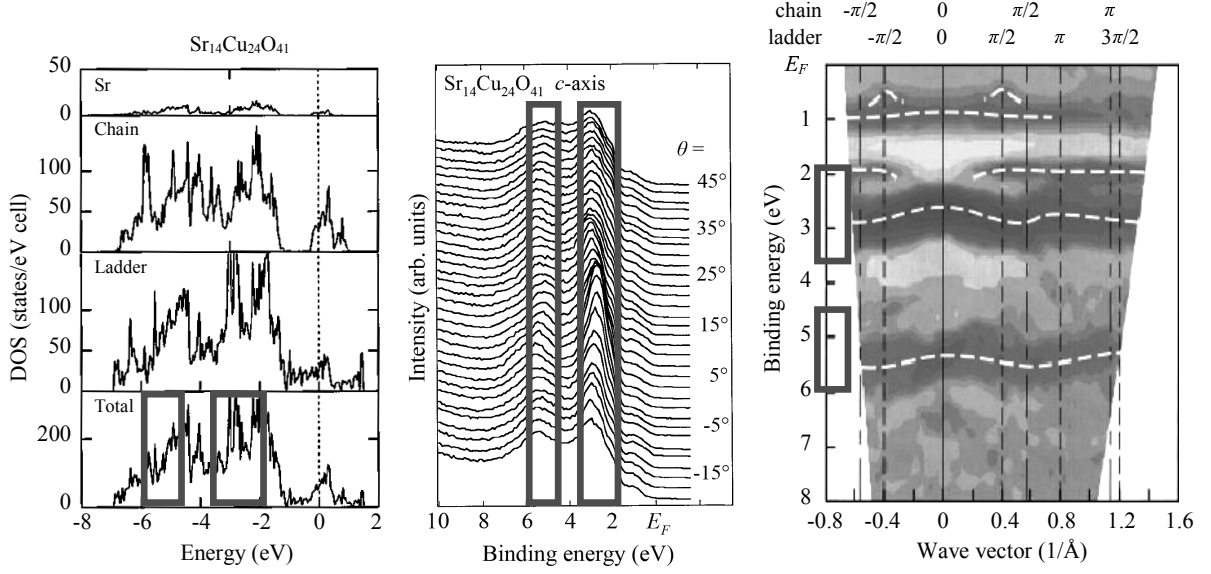 Sr₁₄Cu₂₄O₄₁
DOS (states/eV cell)
50
0
Sr
100
50
0
Chain
100
50
0
Ladder
200
0
Total
-8 -6 -4 -2 0 2
Energy (eV)
Sr₁₄Cu₂₄O₄₁ c-axis
Intensity (arb. units)
θ =
45°
35°
25°
15°
5°
-5°
-15°
10 8 6 4 2 E_F
Binding energy (eV)
chain -π/2 0 π/2 π
ladder -π/2 0 π/2 π 3π/2
E_F
1
2
3
4
5
6
7
8
Binding energy (eV)
-0.8 -0.4 0 0.4 0.8 1.2 1.6
Wave vector (1/Å)